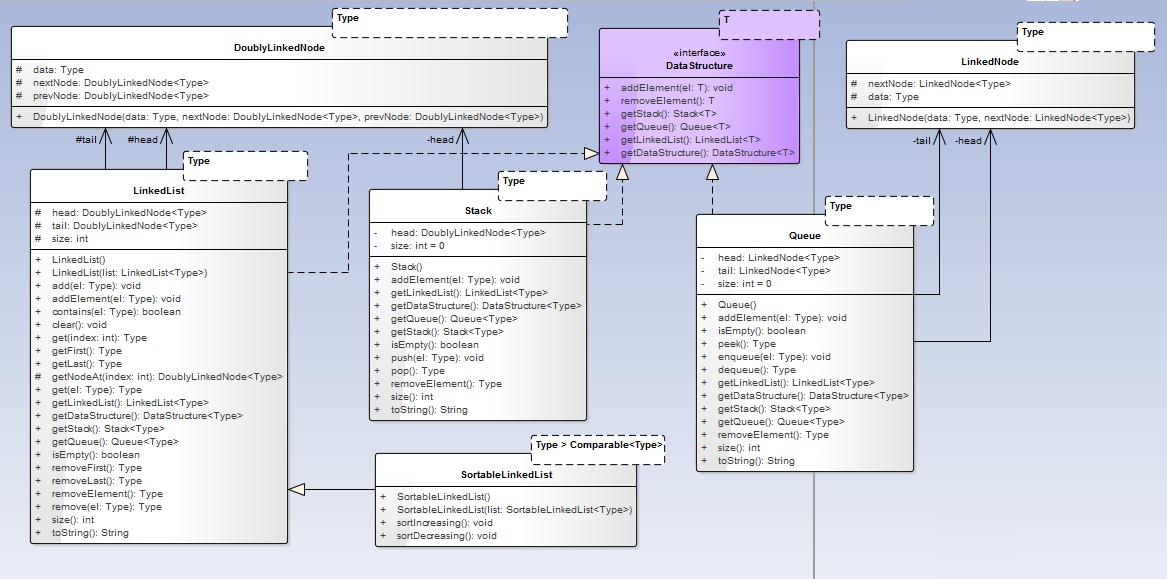 Type
DoublyLinkedNode
# data: Type
# nextNode: DoublyLinkedNode<Type>
# prevNode: DoublyLinkedNode<Type>
+ DoublyLinkedNode(data: Type, nextNode: DoublyLinkedNode<Type>, prevNode: DoublyLinkedNode<Type>)
T
«interface»
DataStructure
+ addElement(el: T): void
+ removeElement(): T
+ getStack(): Stack<T>
+ getQueue(): Queue<T>
+ getLinkedList(): LinkedList<T>
+ getDataStructure(): DataStructure<T>
Type
LinkedNode
# nextNode: LinkedNode<Type>
# data: Type
+ LinkedNode(data: Type, nextNode: LinkedNode<Type>)
#tail
#head
-head
-tail
-head
Type
LinkedList
# head: DoublyLinkedNode<Type>
# tail: DoublyLinkedNode<Type>
# size: int
+ LinkedList()
+ LinkedList(list: LinkedList<Type>)
+ add(el: Type): void
+ addElement(el: Type): void
+ contains(el: Type): boolean
+ clear(): void
+ get(index: int): Type
+ getFirst(): Type
+ getLast(): Type
# getNodeAt(index: int): DoublyLinkedNode<Type>
+ get(el: Type): Type
+ getLinkedList(): LinkedList<Type>
+ getDataStructure(): DataStructure<Type>
+ getStack(): Stack<Type>
+ getQueue(): Queue<Type>
+ isEmpty(): boolean
+ removeFirst(): Type
+ removeLast(): Type
+ removeElement(): Type
+ remove(el: Type): Type
+ size(): int
+ toString(): String
Type
Stack
- head: DoublyLinkedNode<Type>
- size: int = 0
+ Stack()
+ addElement(el: Type): void
+ getLinkedList(): LinkedList<Type>
+ getDataStructure(): DataStructure<Type>
+ getQueue(): Queue<Type>
+ getStack(): Stack<Type>
+ isEmpty(): boolean
+ push(el: Type): void
+ pop(): Type
+ removeElement(): Type
+ size(): int
+ toString(): String
Type
Queue
- head: LinkedNode<Type>
- tail: LinkedNode<Type>
- size: int = 0
+ Queue()
+ addElement(el: Type): void
+ isEmpty(): boolean
+ peek(): Type
+ enqueue(el: Type): void
+ dequeue(): Type
+ getLinkedList(): LinkedList<Type>
+ getDataStructure(): DataStructure<Type>
+ getStack(): Stack<Type>
+ getQueue(): Queue<Type>
+ removeElement(): Type
+ size(): int
+ toString(): String
Type > Comparable<Type>
SortableLinkedList
+ SortableLinkedList()
+ SortableLinkedList(list: SortableLinkedList<Type>)
+ sortIncreasing(): void
+ sortDecreasing(): void